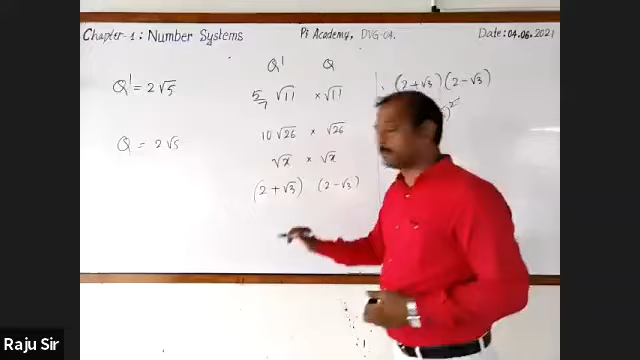 Chapter-1: Number Systems
Pi Academy, DVG-04.
Date: 04.06.2021
Q' Q
Q' = 2√5
5/7 √11 × √11
(2+√3)(2-√3)
10√26 × √26
Q = 2√5
√x × √x
(2+√3) (2-√3)
Raju Sir